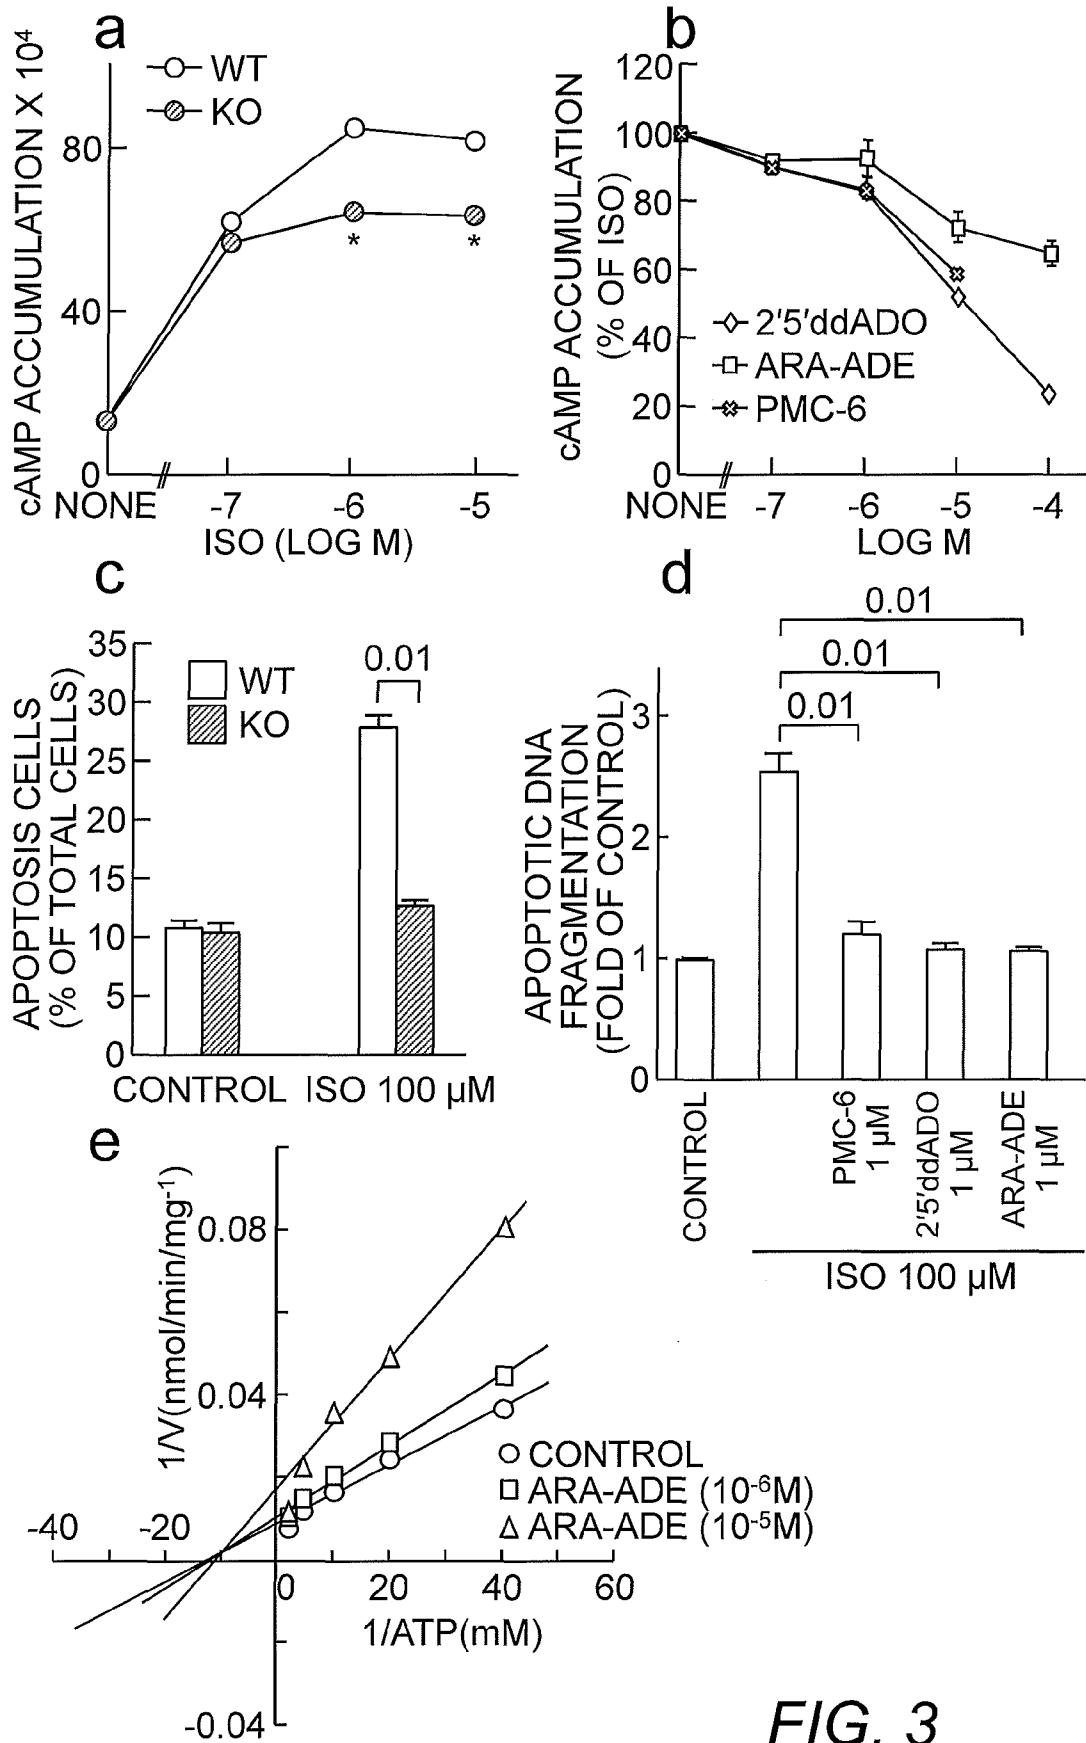 a
cAMP ACCUMULATION X 10⁴
WT
KO
80
40
0
*
*
NONE
-7
-6
-5
ISO (LOG M)
b
cAMP ACCUMULATION
(% OF ISO)
120
100
80
60
40
20
0
2'5'ddADO
ARA-ADE
PMC-6
NONE
-7
-6
-5
-4
LOG M
c
APOPTOSIS CELLS
(% OF TOTAL CELLS)
35
30
25
20
15
10
5
0
WT
KO
0.01
CONTROL
ISO 100 µM
d
APOPTOTIC DNA
FRAGMENTATION
(FOLD OF CONTROL)
3
2
1
0
0.01
0.01
0.01
CONTROL
PMC-6
1 µM
2'5'ddADO
1 µM
ARA-ADE
1 µM
ISO 100 µM
e
1/V(nmol/min/mg⁻¹)
0.08
0.04
-0.04
-40
-20
0
20
40
60
1/ATP(mM)
CONTROL
ARA-ADE (10⁻⁶M)
ARA-ADE (10⁻⁵M)
FIG. 3